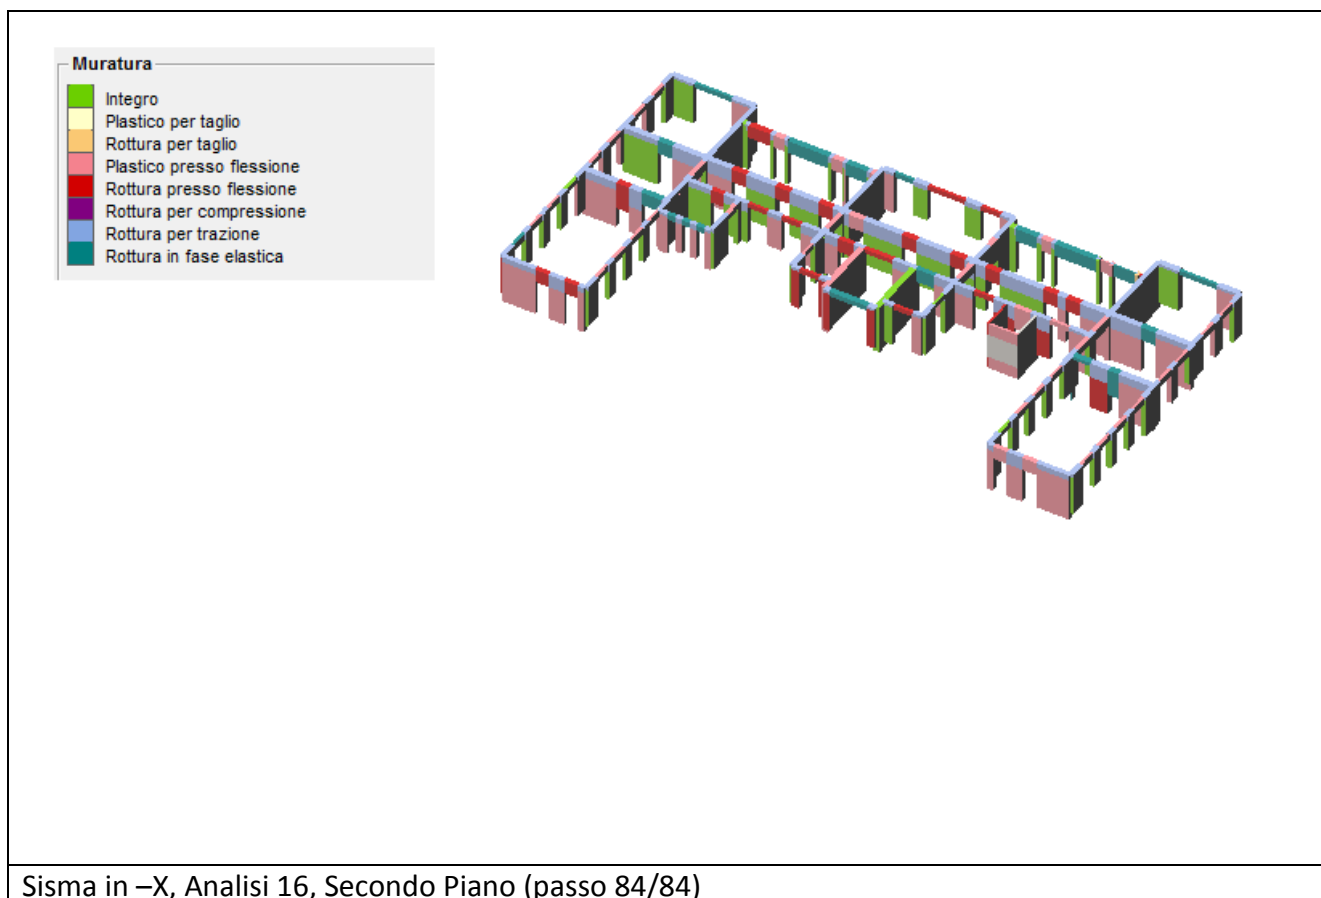 Muratura
Integro
Plastico per taglio
Rottura per taglio
Plastico presso flessione
Rottura presso flessione
Rottura per compressione
Rottura per trazione
Rottura in fase elastica
Sisma in –X, Analisi 16, Secondo Piano (passo 84/84)